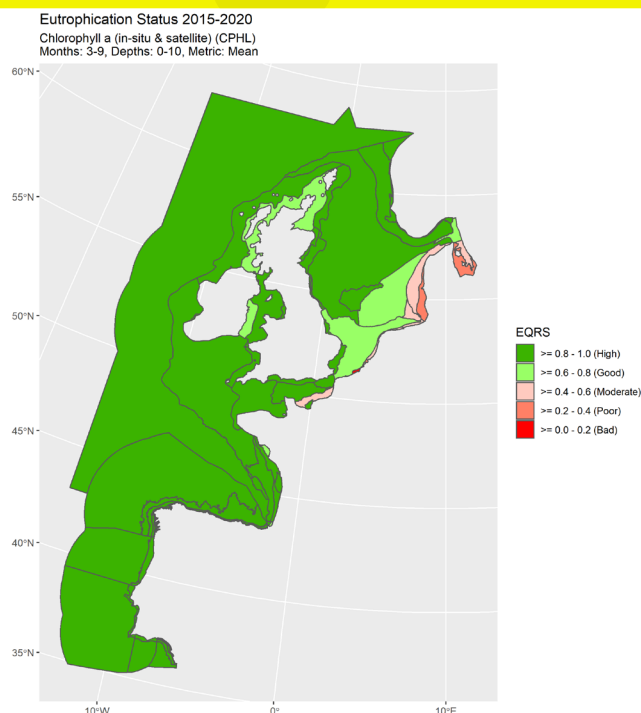 Eutrophication Status 2015-2020
Chlorophyll a (in-situ & satellite) (CPHL)
Months: 3-9, Depths: 0-10, Metric: Mean
60°N
55°N
50°N
45°N
40°N
35°N
10°W
0°
10°E
EQRS
>= 0.8 - 1.0 (High)
>= 0.6 - 0.8 (Good)
>= 0.4 - 0.6 (Moderate)
>= 0.2 - 0.4 (Poor)
>= 0.0 - 0.2 (Bad)